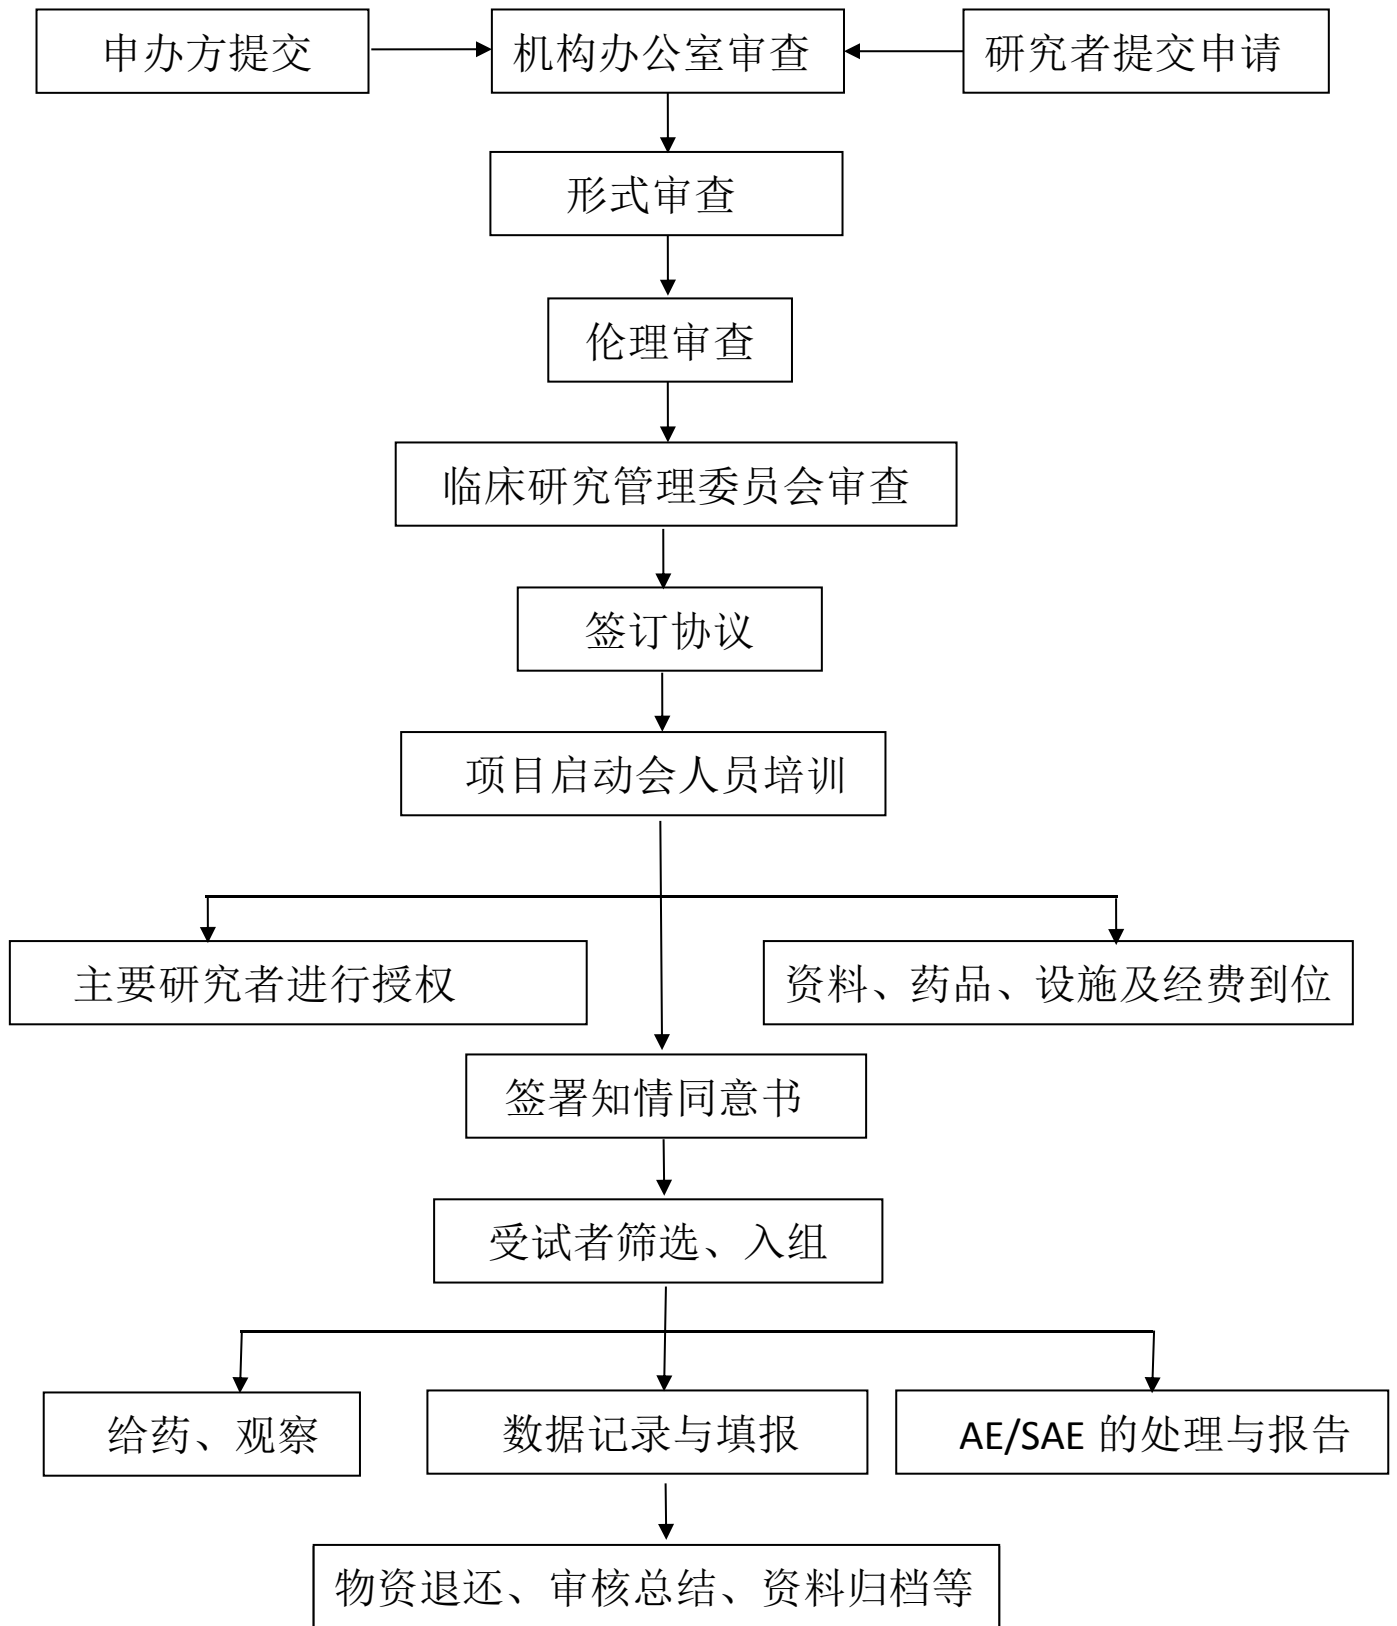 申办方提交
机构办公室审查
研究者提交申请
形式审查
伦理审查
临床研究管理委员会审查
签订协议
项目启动会人员培训
主要研究者进行授权
资料、药品、设施及经费到位
签署知情同意书
受试者筛选、入组
给药、观察
数据记录与填报
AE/SAE 的处理与报告
物资退还、审核总结、资料归档等